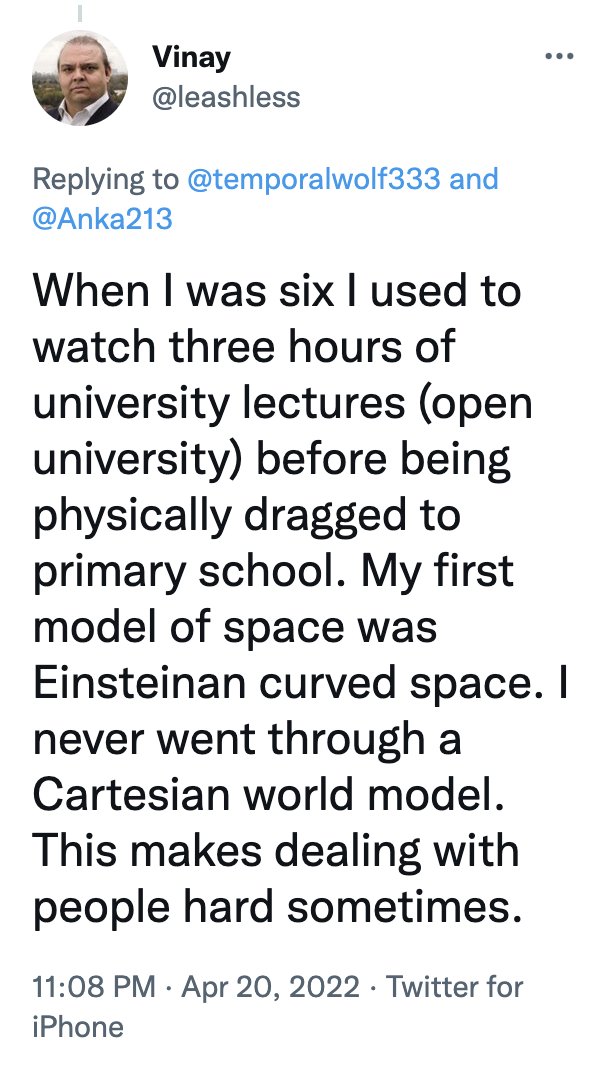 Vinay
@leashless
Replying to @temporalwolf333 and
@Anka213
When I was six I used to
watch three hours of
university lectures (open
university) before being
physically dragged to
primary school. My first
model of space was
Einsteinan curved space. I
never went through a
Cartesian world model.
This makes dealing with
people hard sometimes.
11:08 PM · Apr 20, 2022 · Twitter for
iPhone